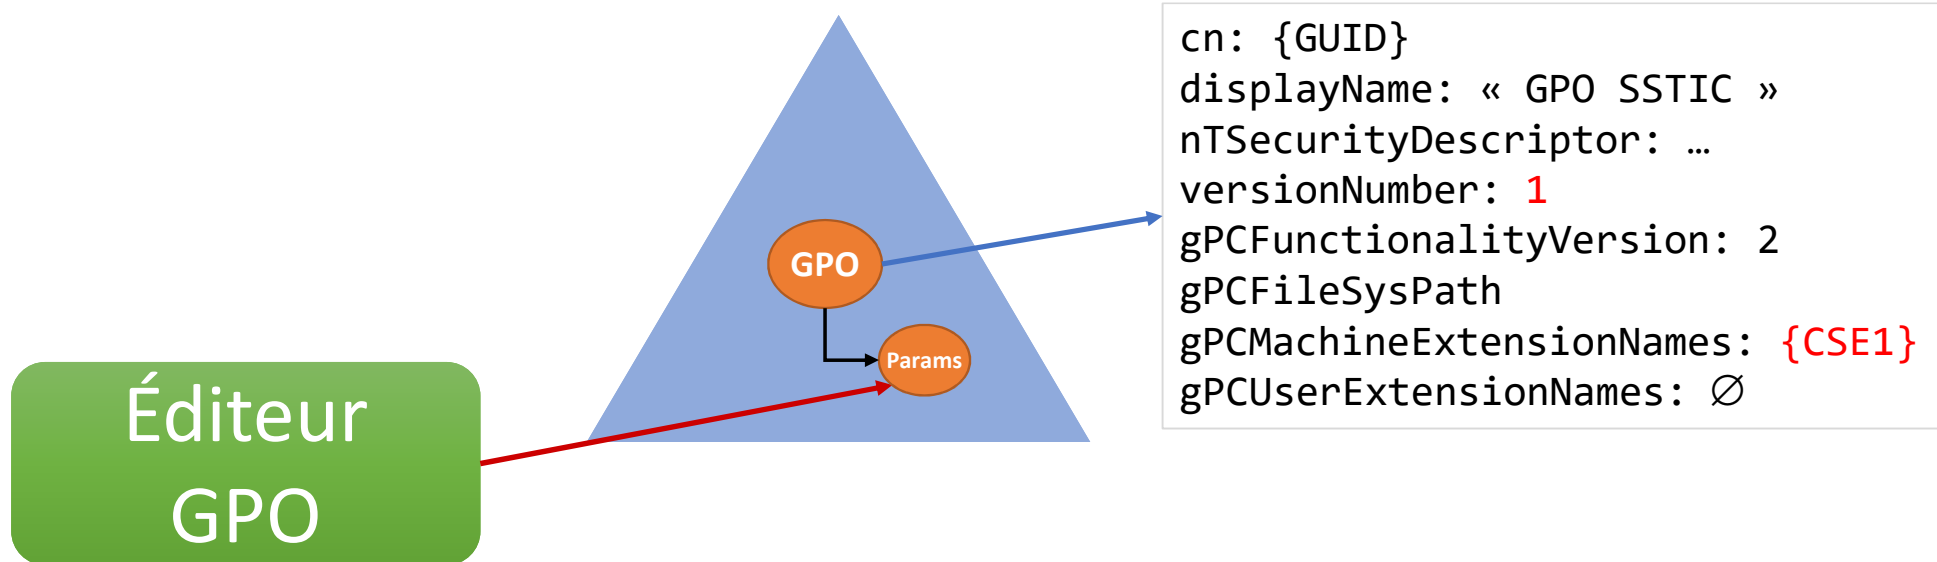 cn: {GUID}
displayName: « GPO SSTIC »
nTSecurityDescriptor: …
versionNumber: 1
gPCFunctionalityVersion: 2
gPCFileSysPath
gPCMachineExtensionNames: {CSE1}
gPCUserExtensionNames: ∅
GPO
Params
Éditeur
GPO